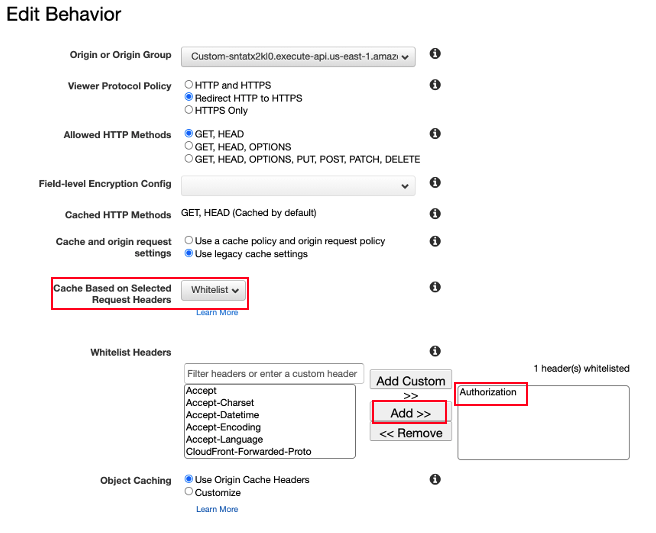 Edit Behavior
Origin or Origin Group
Custom-sntatx2kl0.execute-api.us-east-1.amaz
Viewer Protocol Policy
HTTP and HTTPS
Redirect HTTP to HTTPS
HTTPS Only
Allowed HTTP Methods
GET, HEAD
GET, HEAD, OPTIONS
GET, HEAD, OPTIONS, PUT, POST, PATCH, DELETE
Field-level Encryption Config
Cached HTTP Methods
GET, HEAD (Cached by default)
Cache and origin request
settings
Use a cache policy and origin request policy
Use legacy cache settings
Cache Based on Selected
Request Headers
Whitelist
Learn More
Whitelist Headers
Filter headers or enter a custom header
Accept
Accept-Charset
Accept-Datetime
Accept-Encoding
Accept-Language
CloudFront-Forwarded-Proto
Add Custom
>>
Add >>
<< Remove
1 header(s) whitelisted
Authorization
Object Caching
Use Origin Cache Headers
Customize
Learn More